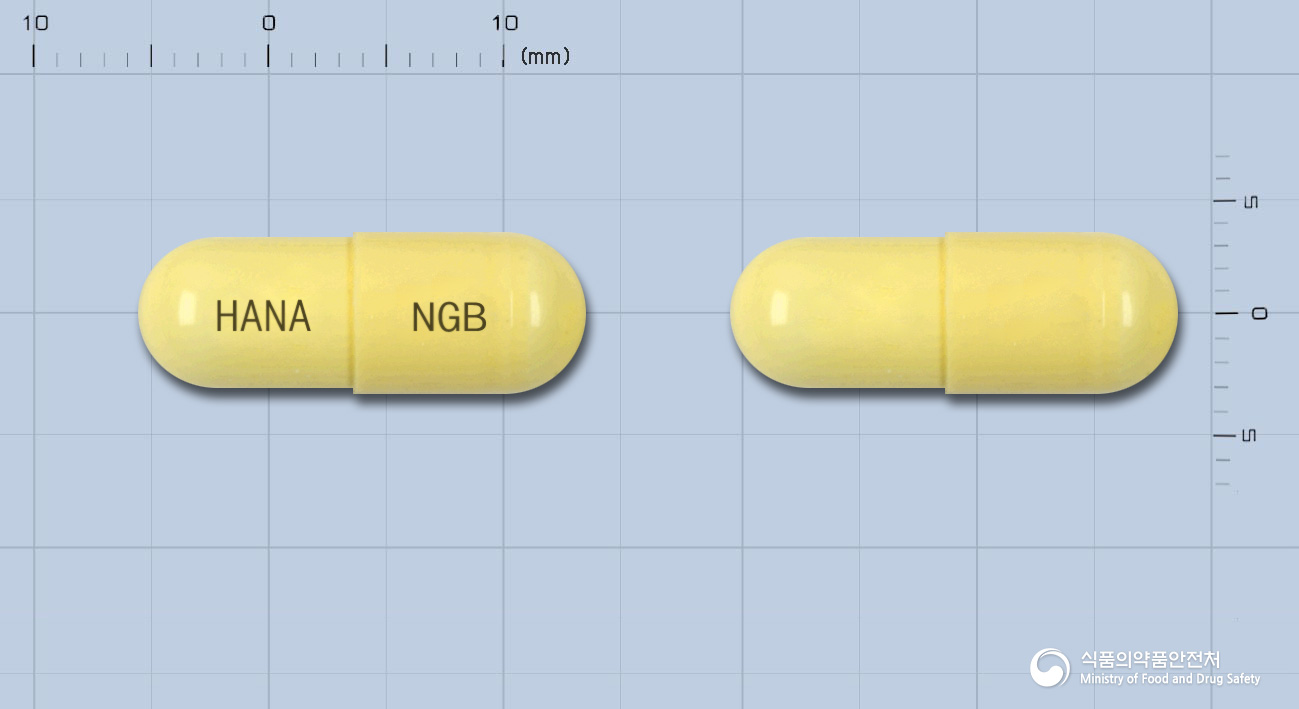 10 0 10
(mm)
HANA NGB
5
0
5
식품의약품안전처
Ministry of Food and Drug Safety